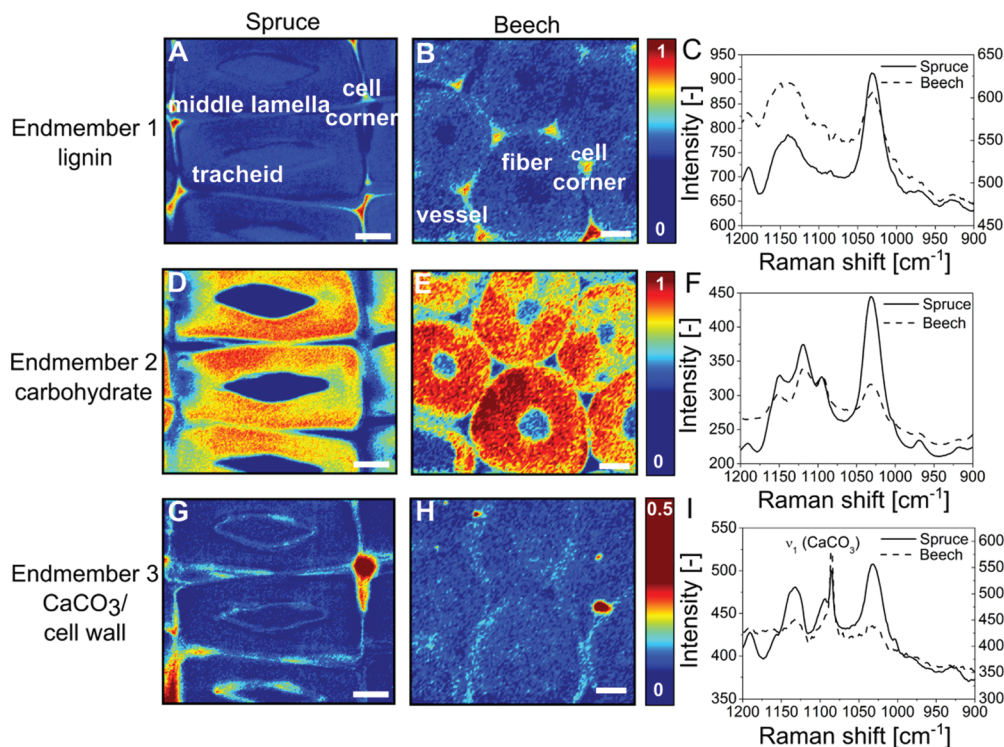 Spruce
Beech
A
middle lamella
cell
corner
tracheid
B
fiber
cell
corner
vessel
1
0
C
Spruce
Beech
Intensity [-]
950
900
850
800
750
700
650
600
650
600
550
500
450
1200 1150 1100 1050 1000 950 900
Raman shift [cm-1]
Endmember 1
lignin
D
E
1
0
F
Spruce
Beech
Intensity [-]
450
400
350
300
250
200
1200 1150 1100 1050 1000 950 900
Raman shift [cm-1]
Endmember 2
carbohydrate
G
H
0.5
0
I
ν1 (CaCO3)
Spruce
Beech
Intensity [-]
550
500
450
400
350
600
550
500
450
400
350
300
1200 1150 1100 1050 1000 950 900
Raman shift [cm-1]
Endmember 3
CaCO3/
cell wall